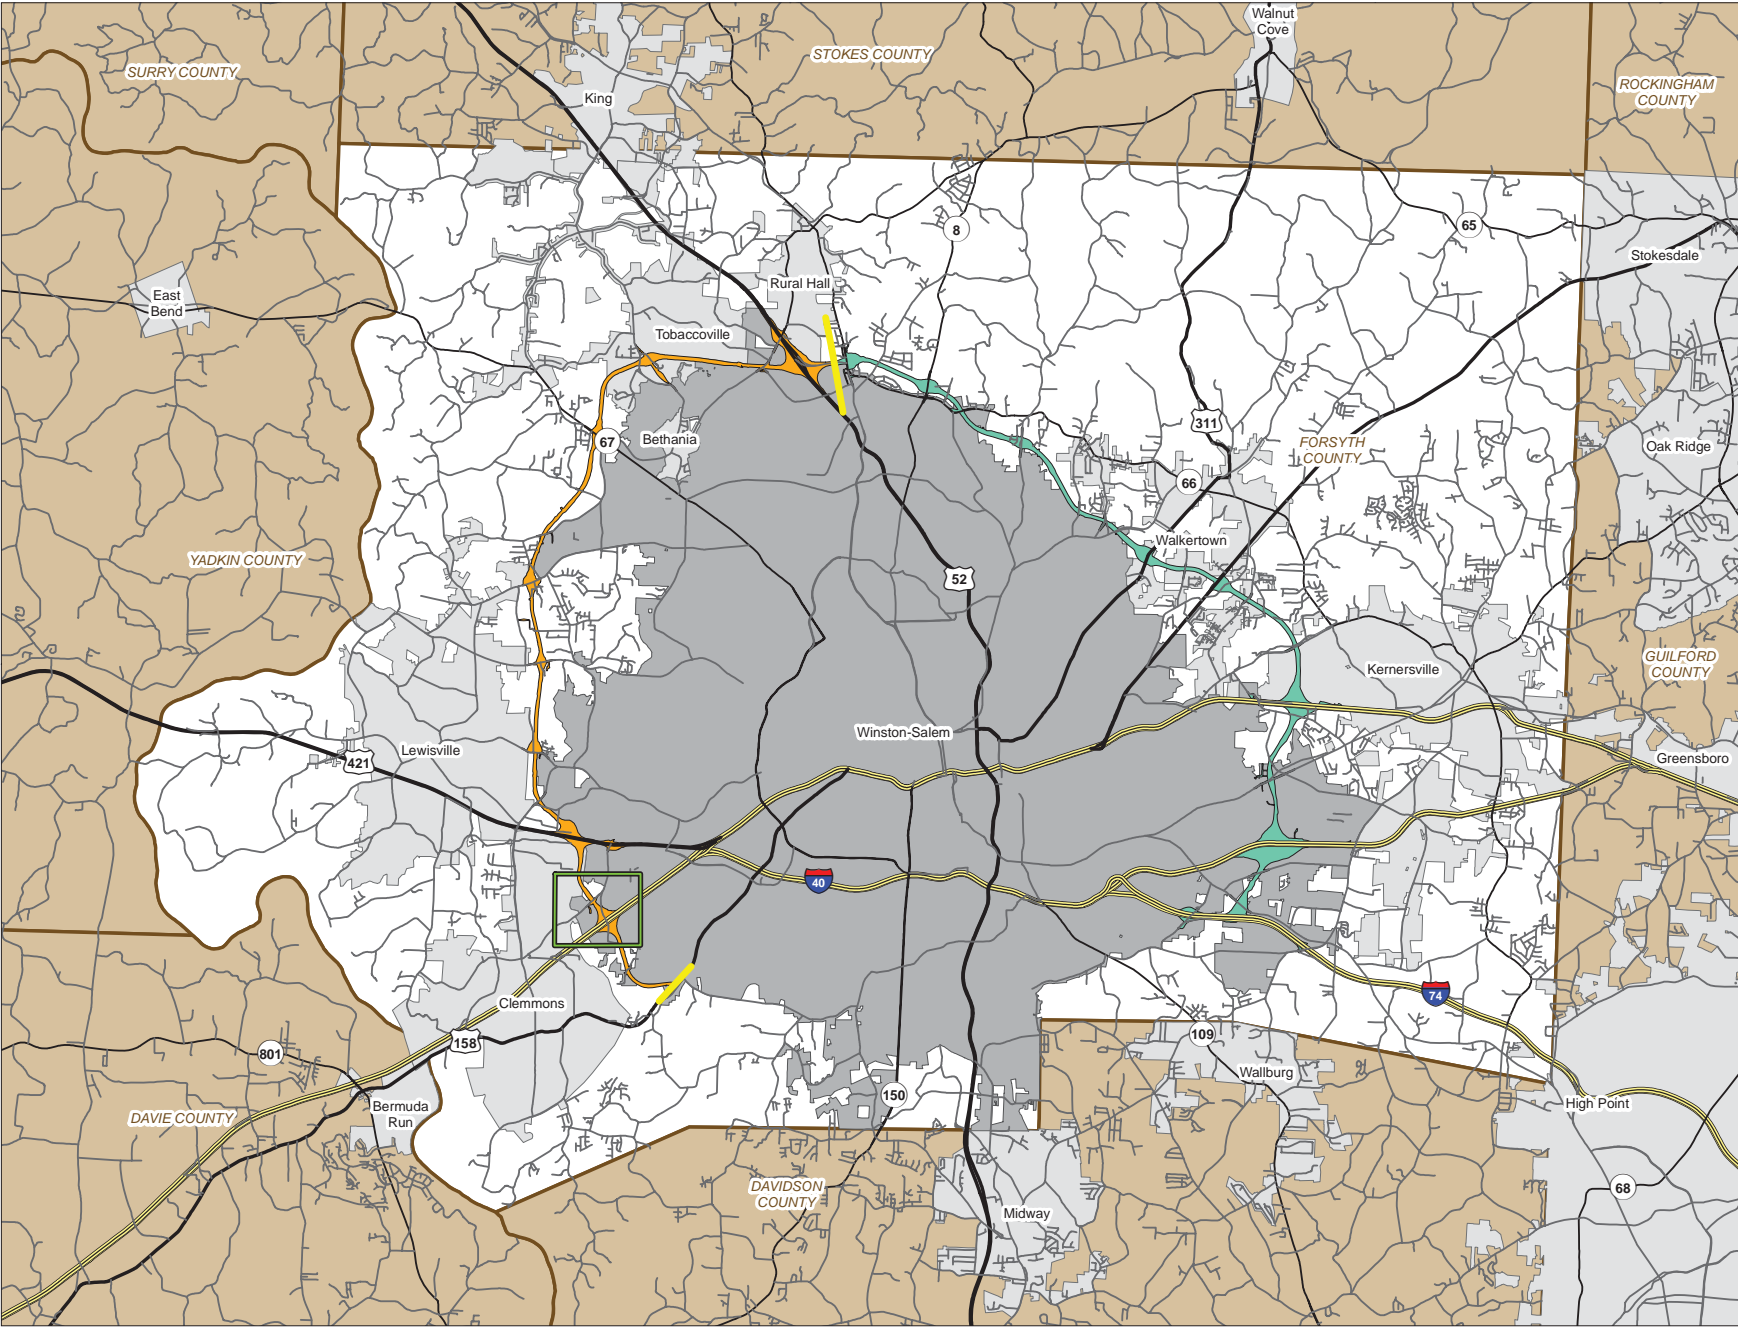 Walnut
Cove
STOKES COUNTY
SURRY COUNTY
ROCKINGHAM
COUNTY
King
65
8
Stokesdale
Rural Hall
East
Bend
Tobaccoville
311
FORSYTH
COUNTY
67
Bethania
Oak Ridge
66
Walkertown
YADKIN COUNTY
52
GUILFORD
COUNTY
Kernersville
Winston-Salem
Lewisville
421
Greensboro
40
74
Clemmons
109
158
801
Wallburg
150
High Point
Bermuda
Run
DAVIE COUNTY
DAVIDSON
COUNTY
68
Midway